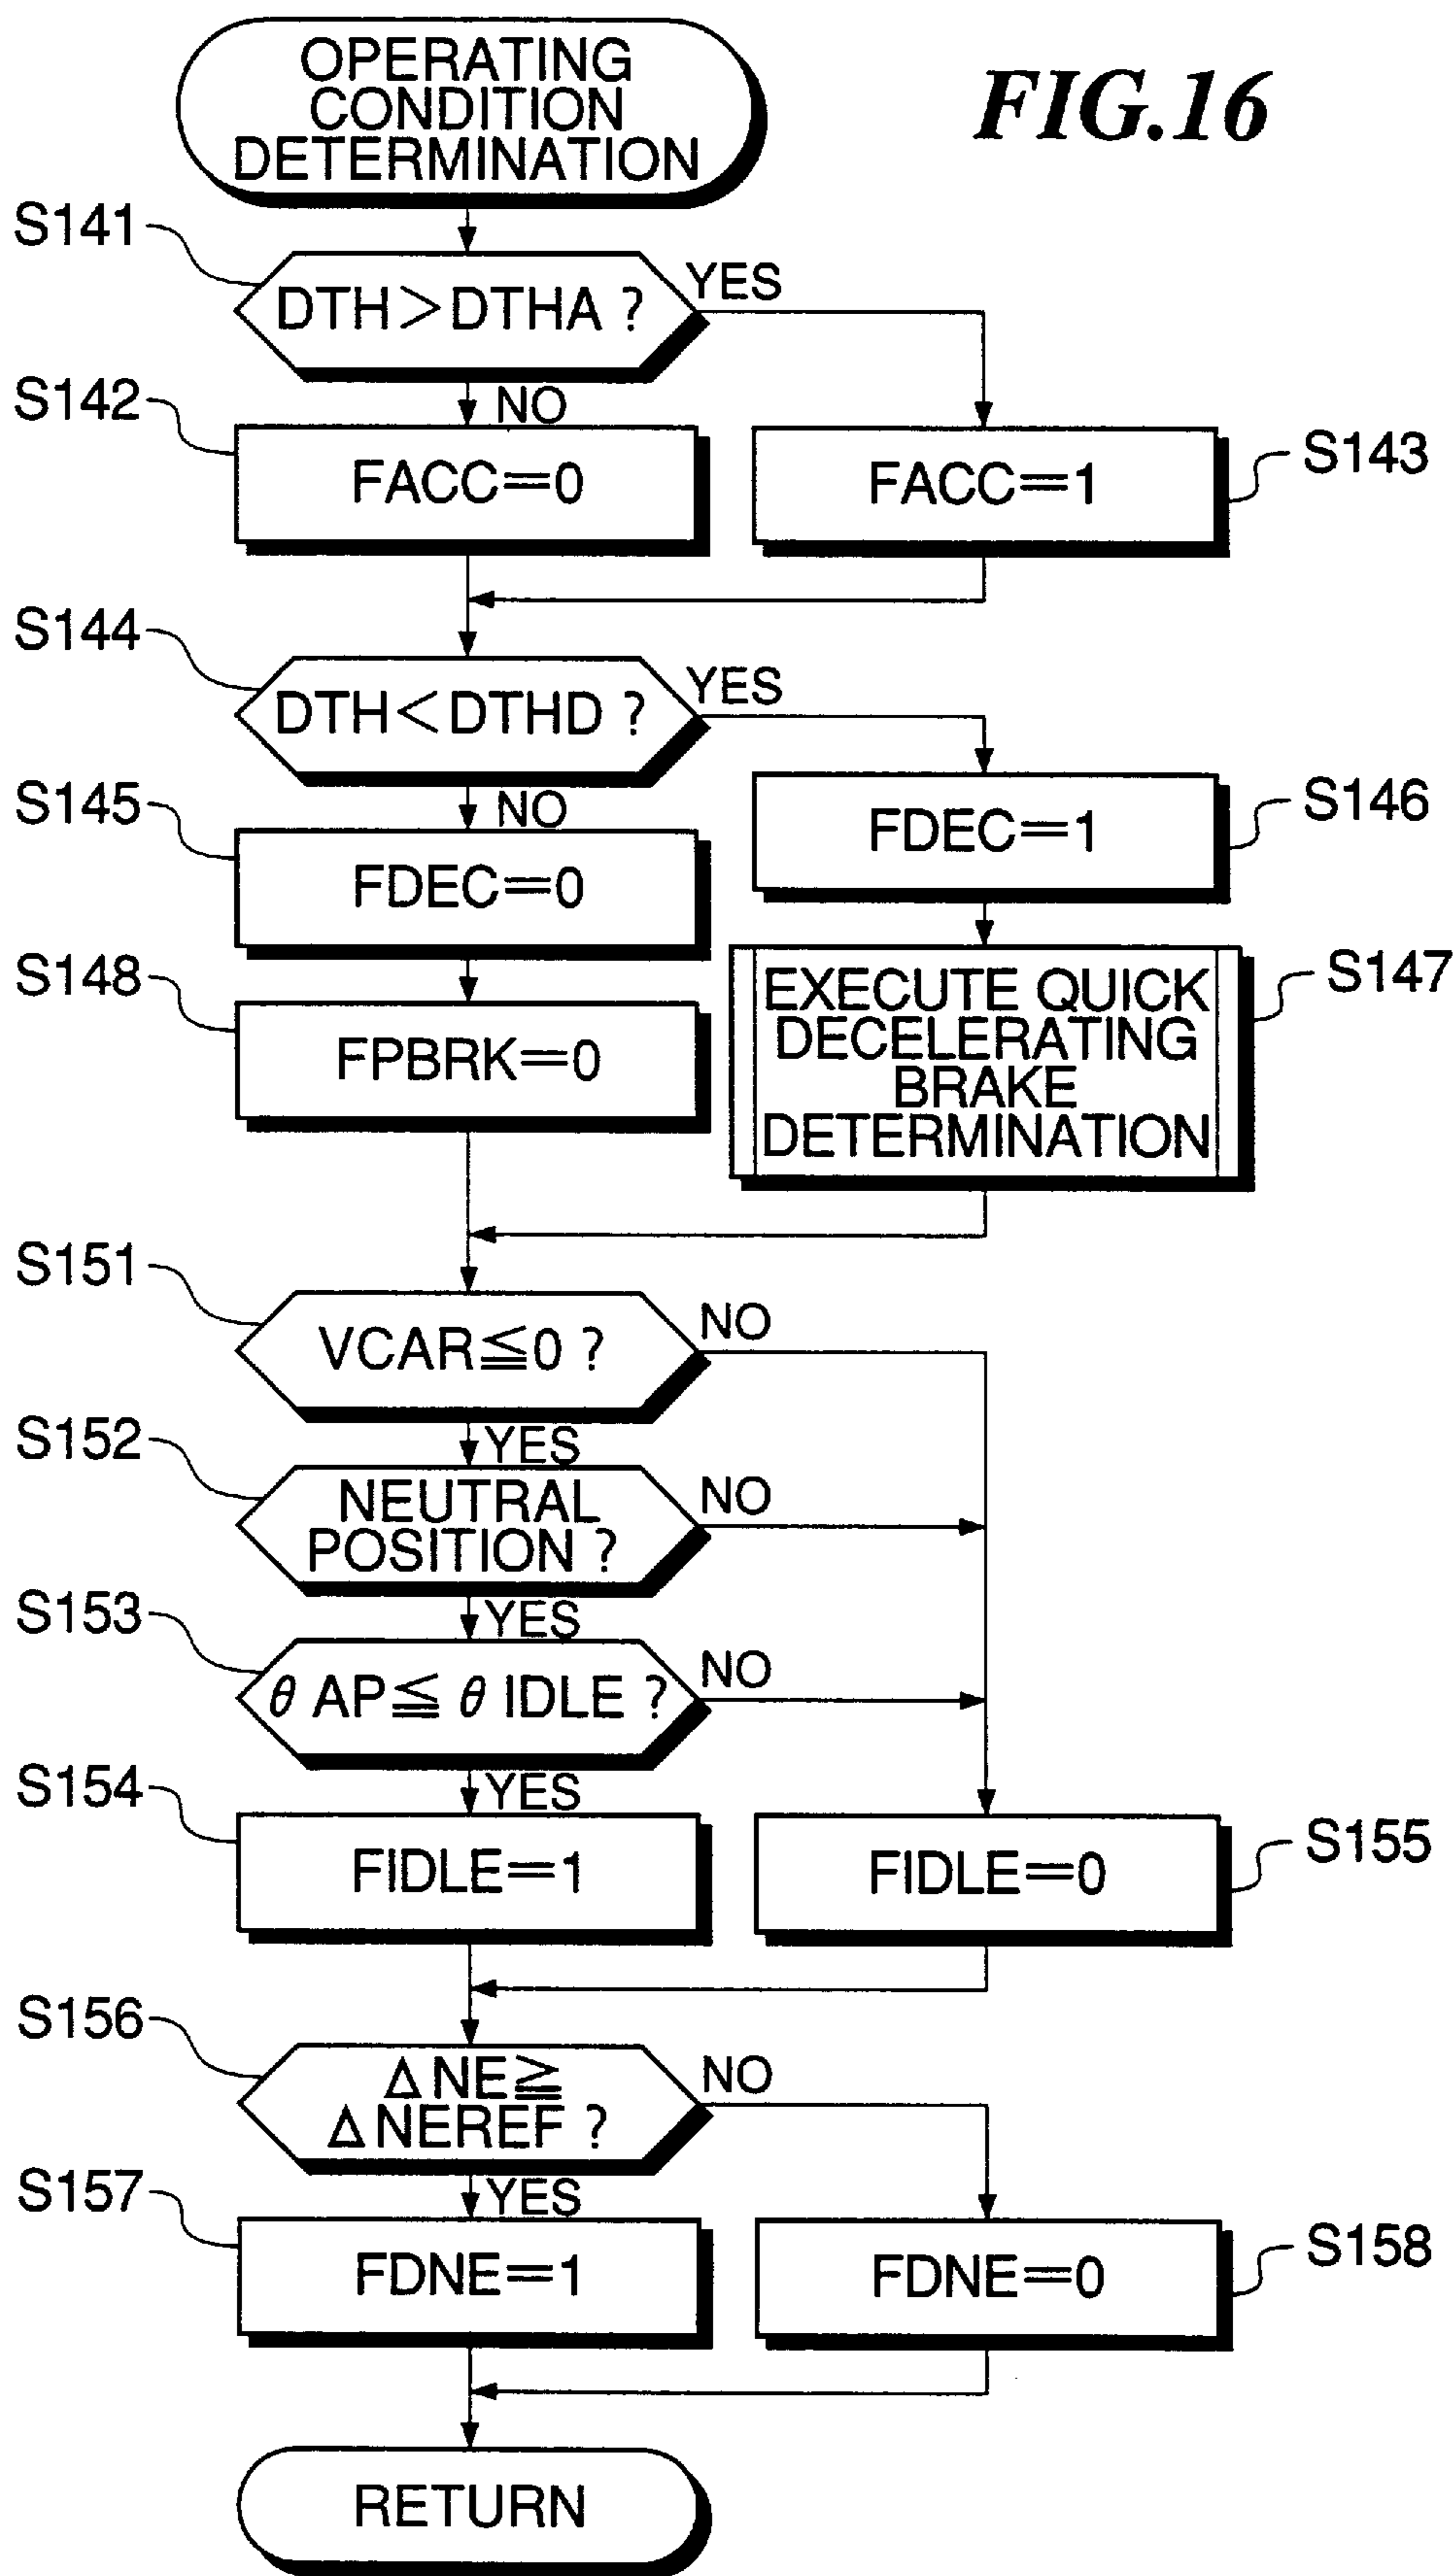 OPERATING
CONDITION
DETERMINATION
FIG.16
S141
DTH>DTHA ?
YES
S142
NO
FACC=0
FACC=1
S143
S144
DTH<DTHD ?
YES
S145
NO
FDEC=0
FDEC=1
S146
S148
FPBRK=0
EXECUTE QUICK
DECELERATING
BRAKE
DETERMINATION
S147
S151
VCAR≦0 ?
NO
S152
YES
NEUTRAL
POSITION ?
NO
S153
YES
θ AP≦ θ IDLE ?
NO
S154
YES
FIDLE=1
FIDLE=0
S155
S156
Δ NE≧
Δ NEREF ?
NO
S157
YES
FDNE=1
FDNE=0
S158
RETURN